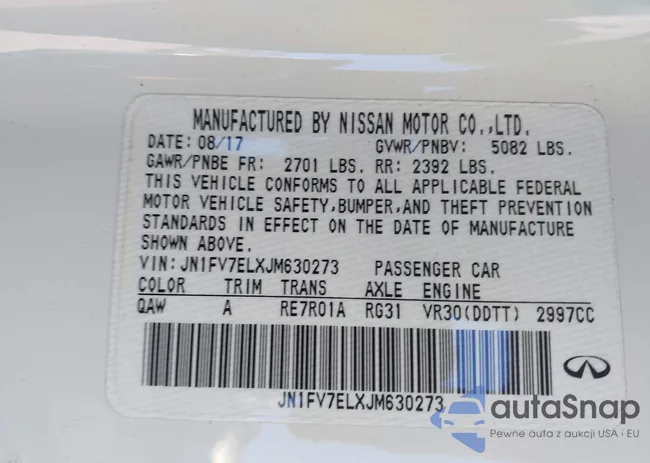 MANUFACTURED BY NISSAN MOTOR CO.,LTD.
DATE: 08/17 GVWR/PNBV: 5082 LBS.
GAWR/PNBE FR: 2701 LBS. RR: 2392 LBS.
THIS VEHICLE CONFORMS TO ALL APPLICABLE FEDERAL
MOTOR VEHICLE SAFETY,BUMPER,AND THEFT PREVENTION
STANDARDS IN EFFECT ON THE DATE OF MANUFACTURE
SHOWN ABOVE.
VIN: JN1FV7ELXJM630273 PASSENGER CAR
COLOR TRIM TRANS AXLE ENGINE
QAW A RE7R01A RG31 VR30(DDTT) 2997CC
JN1FV7ELXJM630273
autoSnap
Pewne auta z aukcji USA i EU